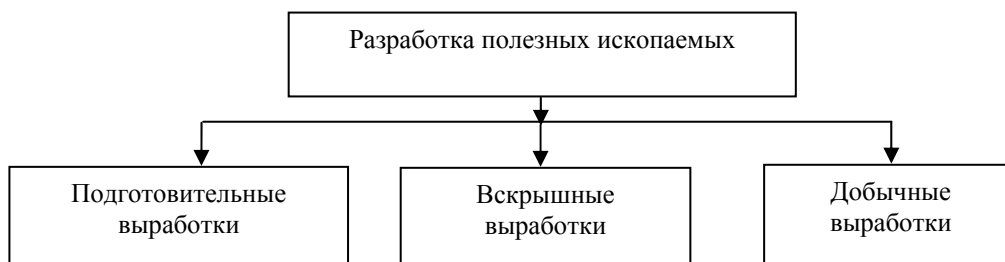 Разработка полезных ископаемых
Подготовительные
выработки
Вскрышные
выработки
Добычные
выработки